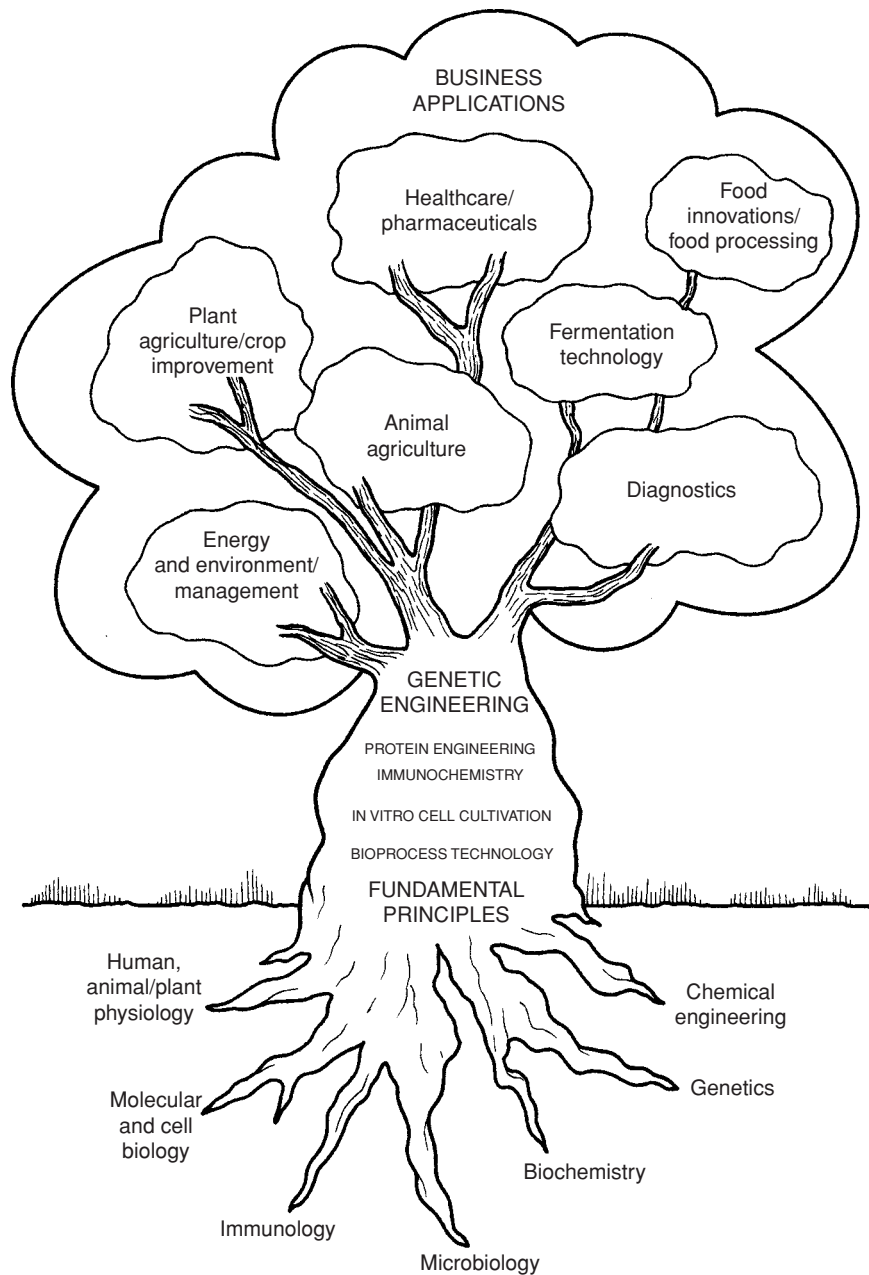 BUSINESS
APPLICATIONS
Healthcare/
pharmaceuticals
Food
innovations/
food processing
Plant
agriculture/crop
improvement
Fermentation
technology
Animal
agriculture
Diagnostics
Energy
and environment/
management
GENETIC
ENGINEERING
PROTEIN ENGINEERING
IMMUNOCHEMISTRY
IN VITRO CELL CULTIVATION
BIOPROCESS TECHNOLOGY
FUNDAMENTAL
PRINCIPLES
Human,
animal/plant
physiology
Chemical
engineering
Molecular
and cell
biology
Genetics
Biochemistry
Immunology
Microbiology